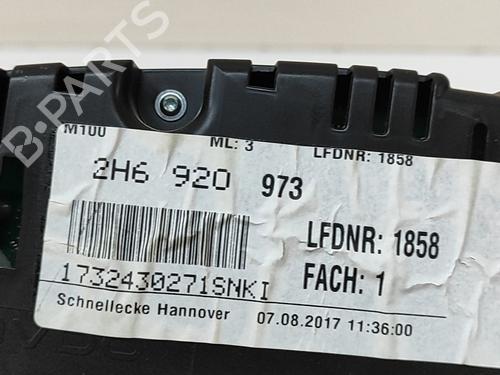 B-PARTS
M100 ML: 3 LFDNR: 1858
2H6 920 973
LFDNR: 1858
FACH: 1
1732430271SNKI
Schnellecke Hannover 07.08.2017 11:36:00